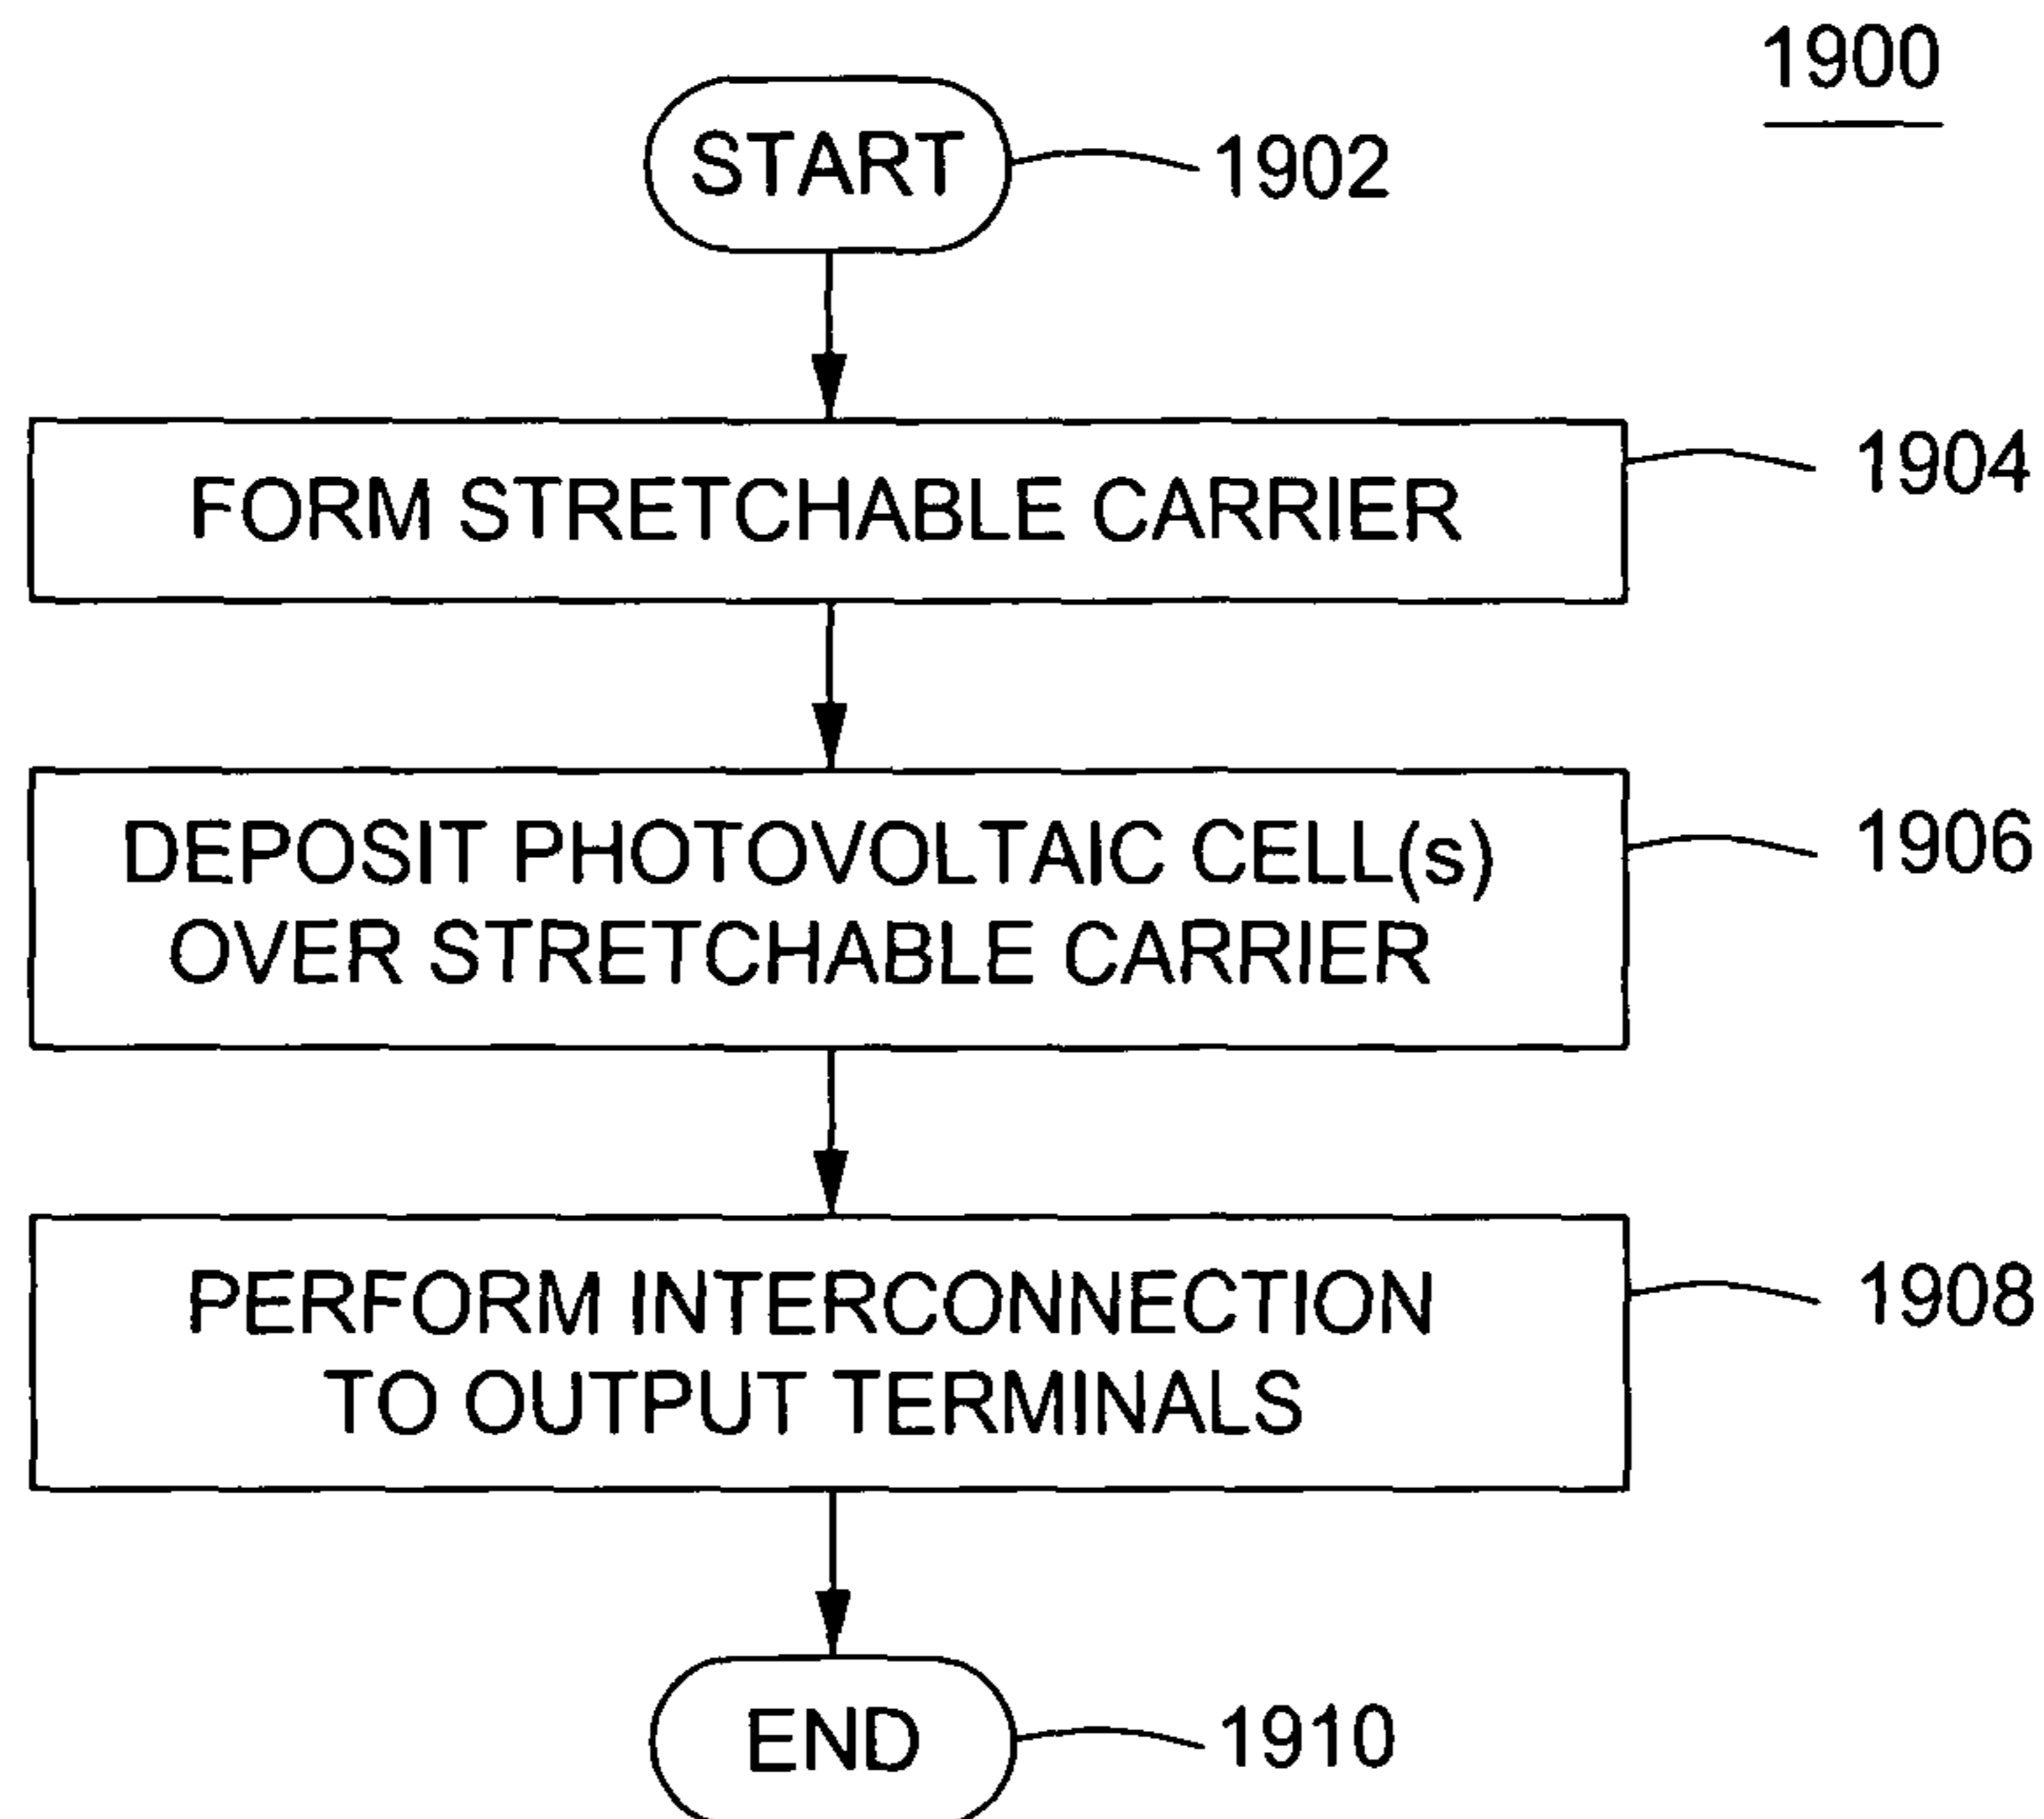 1900
START
1902
FORM STRETCHABLE CARRIER
1904
DEPOSIT PHOTOVOLTAIC CELL(s)
OVER STRETCHABLE CARRIER
1906
PERFORM INTERCONNECTION
TO OUTPUT TERMINALS
1908
END
1910